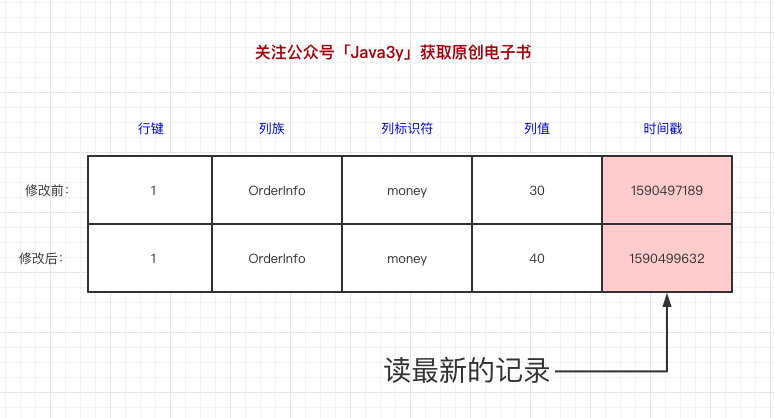 关注公众号「Java3y」获取原创电子书
行键 列族 列标识符 列值 时间戳
修改前: 1 OrderInfo money 30 1590497189
修改后: 1 OrderInfo money 40 1590499632
读最新的记录